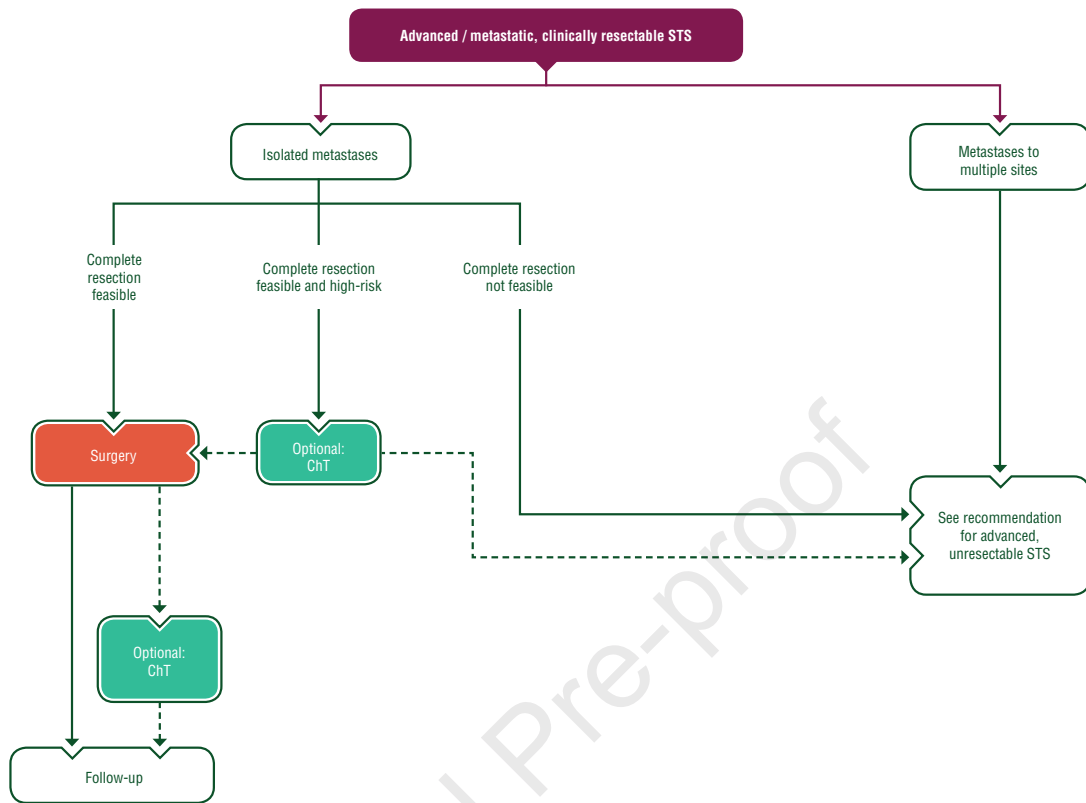 Advanced / metastatic, clinically resectable STS
Isolated metastases
Metastases to
multiple sites
Complete
resection
feasible
Complete resection
feasible and high-risk
Complete resection
not feasible
Surgery
Optional:
ChT
See recommendation
for advanced,
unresectable STS
Optional:
ChT
Follow-up
Pre-proof